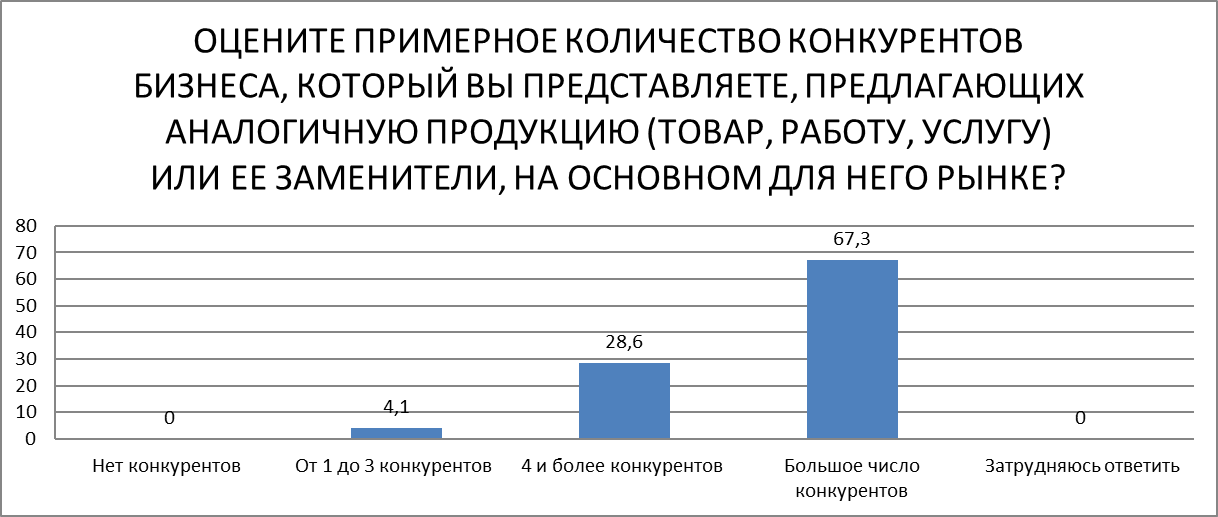 ОЦЕНИТЕ ПРИМЕРНОЕ КОЛИЧЕСТВО КОНКУРЕНТОВ
БИЗНЕСА, КОТОРЫЙ ВЫ ПРЕДСТАВЛЯЕТЕ, ПРЕДЛАГАЮЩИХ
АНАЛОГИЧНУЮ ПРОДУКЦИЮ (ТОВАР, РАБОТУ, УСЛУГУ)
ИЛИ ЕЕ ЗАМЕНИТЕЛИ, НА ОСНОВНОМ ДЛЯ НЕГО РЫНКЕ?
80
70
60
50
40
30
20
10
0
0
4,1
28,6
67,3
0
Нет конкурентов
От 1 до 3 конкурентов
4 и более конкурентов
Большое число
конкурентов
Затрудняюсь ответить